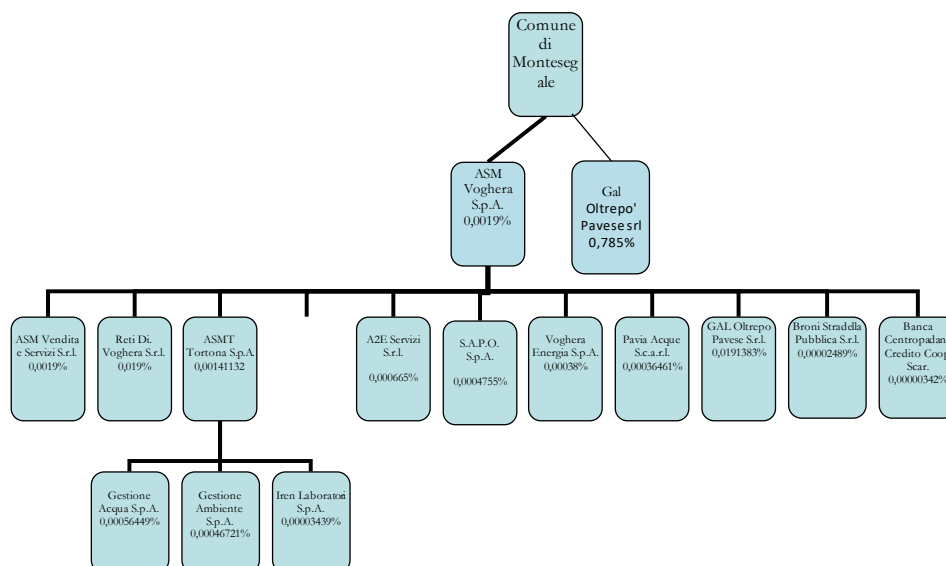 Comune
di
Monteseg
ale
ASM
Voghera
S.p.A.
0,0019%
Gal
Oltrepo'
Pavese srl
0,785%
ASM Vendita
e Servizi S.r.l.
0,0019%
Reti Di.
Voghera S.r.l.
0,019%
ASMT
Tortona S.p.A.
0,00141132
A2E Servizi
S.r.l.
0,000665%
S.A.P.O.
S.p.A.
0,0004755%
Voghera
Energia S.p.A.
0,00038%
Pavia Acque
S.c.a.r.l.
0,00036461%
GAL Oltrepo
Pavese S.r.l.
0,0191383%
Broni Stradella
Pubblica S.r.l.
0,00002489%
Banca
Centropadana
Credito Coop.
Scar.
0,00000342%
Gestione
Acqua S.p.A.
0,00056449%
Gestione
Ambiente
S.p.A.
0,00046721%
Iren Laboratori
S.p.A.
0,00003439%